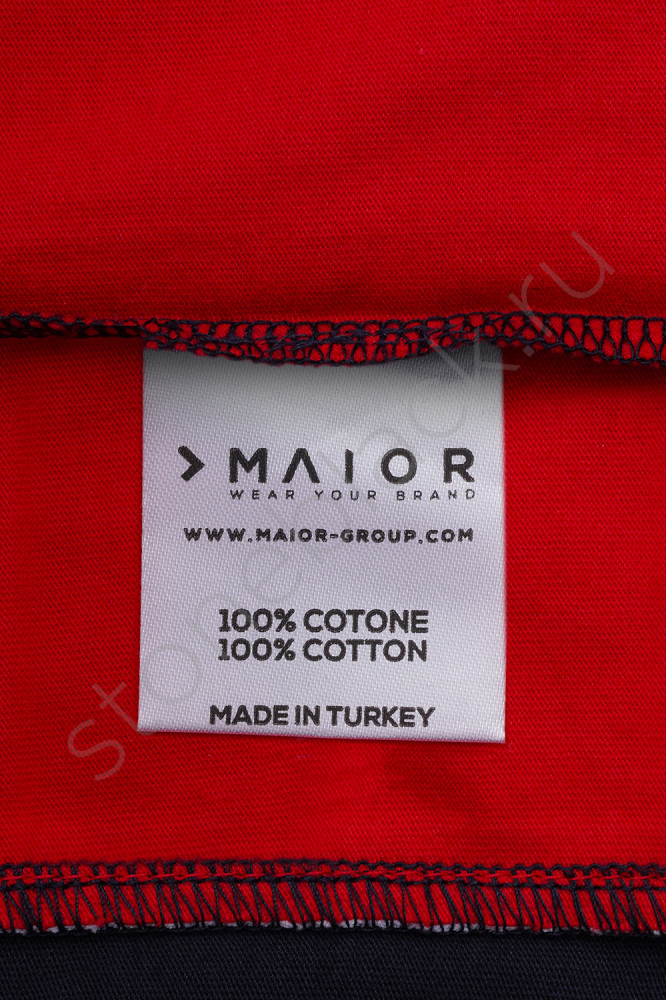 > MAIOR
WEAR YOUR BRAND
WWW.MAIOR-GROUP.COM
100% COTONE
100% COTTON
MADE IN TURKEY